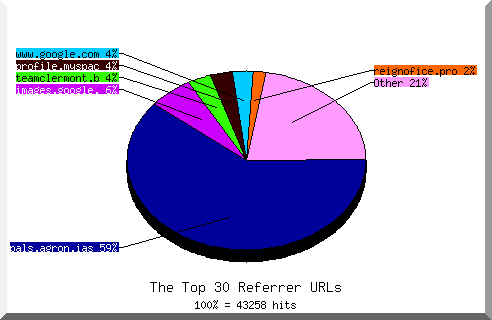 www.google.com 4%
profile.myspac 4%
teamclermont.b 4%
images.google. 6%
reignofice.pro 2%
Other 21%
pals.agron.ias 59%
The Top 30 Referrer URLs
100% = 43258 hits